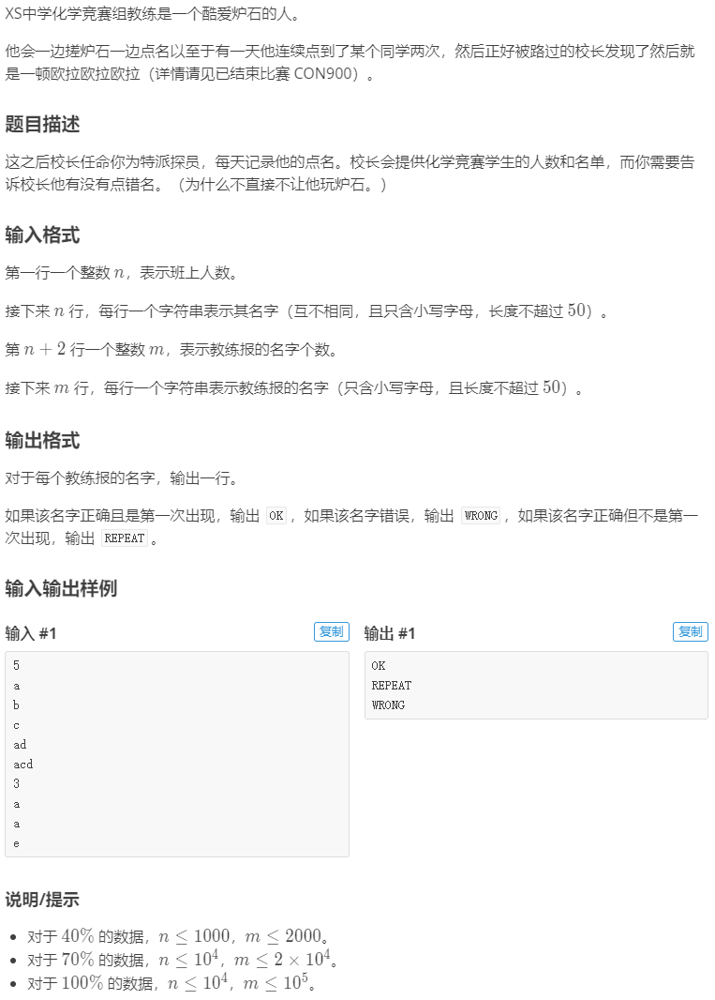 XS中学化学竞赛组教练是一个酷爱炉石的人。
他会一边搓炉石一边点名以至于有一天他连续点到了某个同学两次，然后正好被路过的校长发现了然后就
是一顿欧拉欧拉欧拉（详情请见已结束比赛 CON900）。
题目描述
这之后校长任命你为特派探员，每天记录他的点名。校长会提供化学竞赛学生的人数和名单，而你需要告
诉校长他有没有点错名。（为什么不直接不让他玩炉石。）
输入格式
第一行一个整数 n，表示班上人数。
接下来 n 行，每行一个字符串表示其名字（互不相同，且只含小写字母，长度不超过 50）。
第 n + 2 行一个整数 m，表示教练报的名字个数。
接下来 m 行，每行一个字符串表示教练报的名字（只含小写字母，且长度不超过 50）。
输出格式
对于每个教练报的名字，输出一行。
如果该名字正确且是第一次出现，输出 OK，如果该名字错误，输出 WRONG，如果该名字正确但不是第一
次出现，输出 REPEAT。
输入输出样例
输入 #1 复制
5
a
b
c
ad
acd
3
a
a
e
输出 #1 复制
OK
REPEAT
WRONG
说明/提示
• 对于 40% 的数据，n ≤ 1000，m ≤ 2000。
• 对于 70% 的数据，n ≤ 10⁴，m ≤ 2 × 10⁴。
• 对于 100% 的数据，n ≤ 10⁴，m ≤ 10⁵。